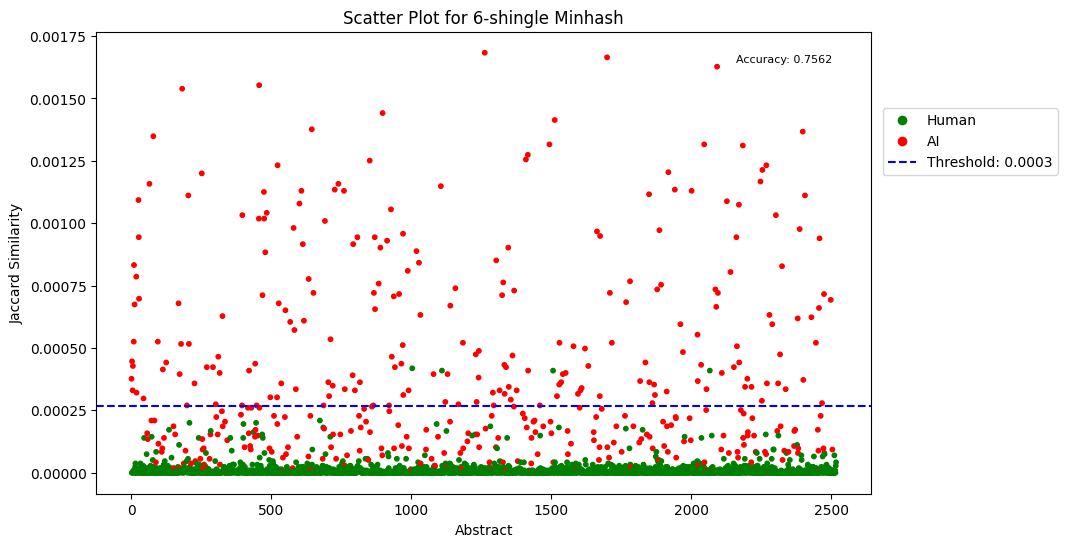 Scatter Plot for 6-shingle Minhash
Accuracy: 0.7562
Human
AI
Threshold: 0.0003
Jaccard Similarity
0.00175
0.00150
0.00125
0.00100
0.00075
0.00050
0.00025
0.00000
0
500
1000
1500
2000
2500
Abstract